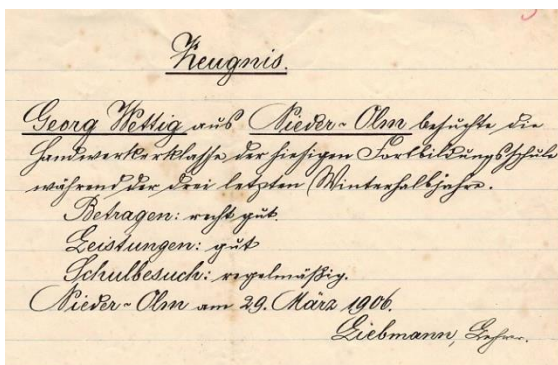 Zeugnis.
Georg Wettig aus Nieder-Olm besuchte die
Handwerkerklasse der hiesigen Fortbildungsschule
während der drei letzten Winterhalbjahre.
Betragen: recht gut.
Leistungen: gut
Schulbesuch: regelmäßig.
Nieder-Olm am 29. März 1906.
Liebmann, Lehrer.